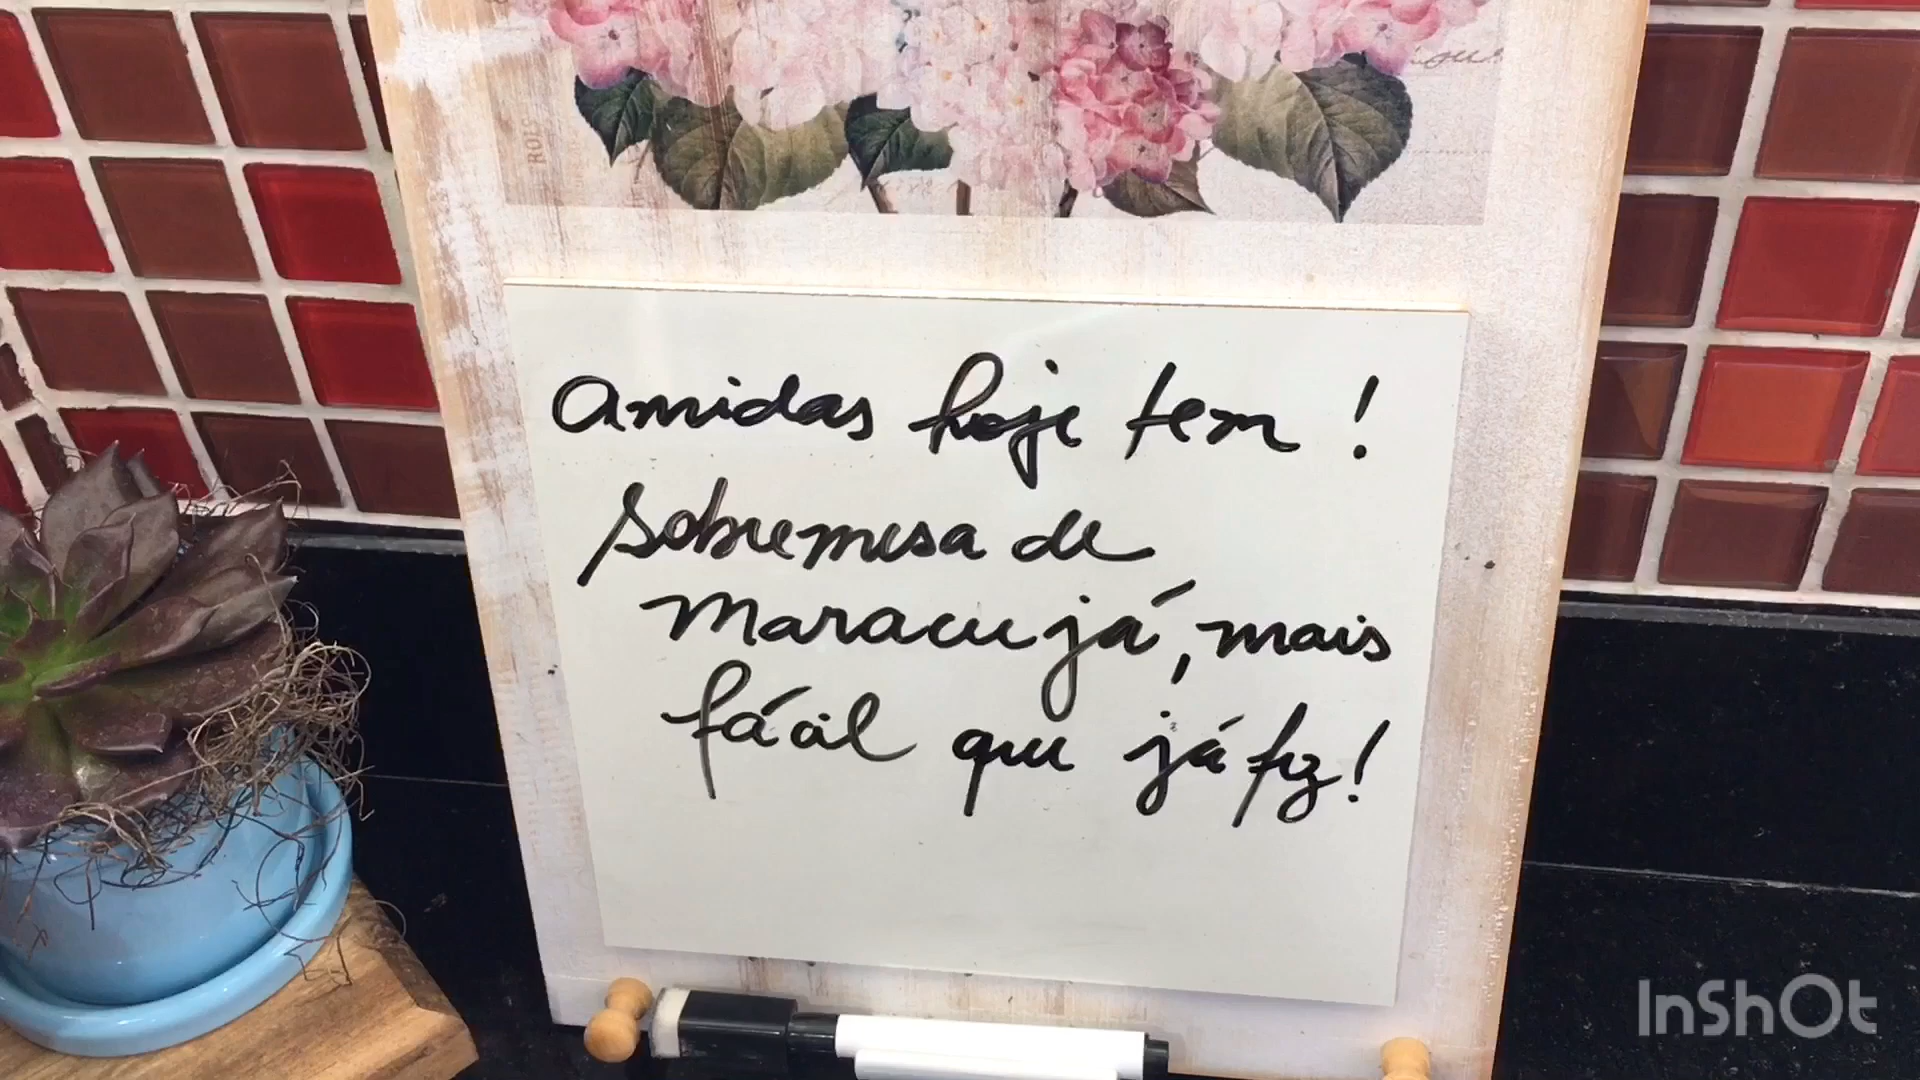 amidas hoje tem!
Sobremesa de
maracujá, mais
fácil que já fiz!
InShOt